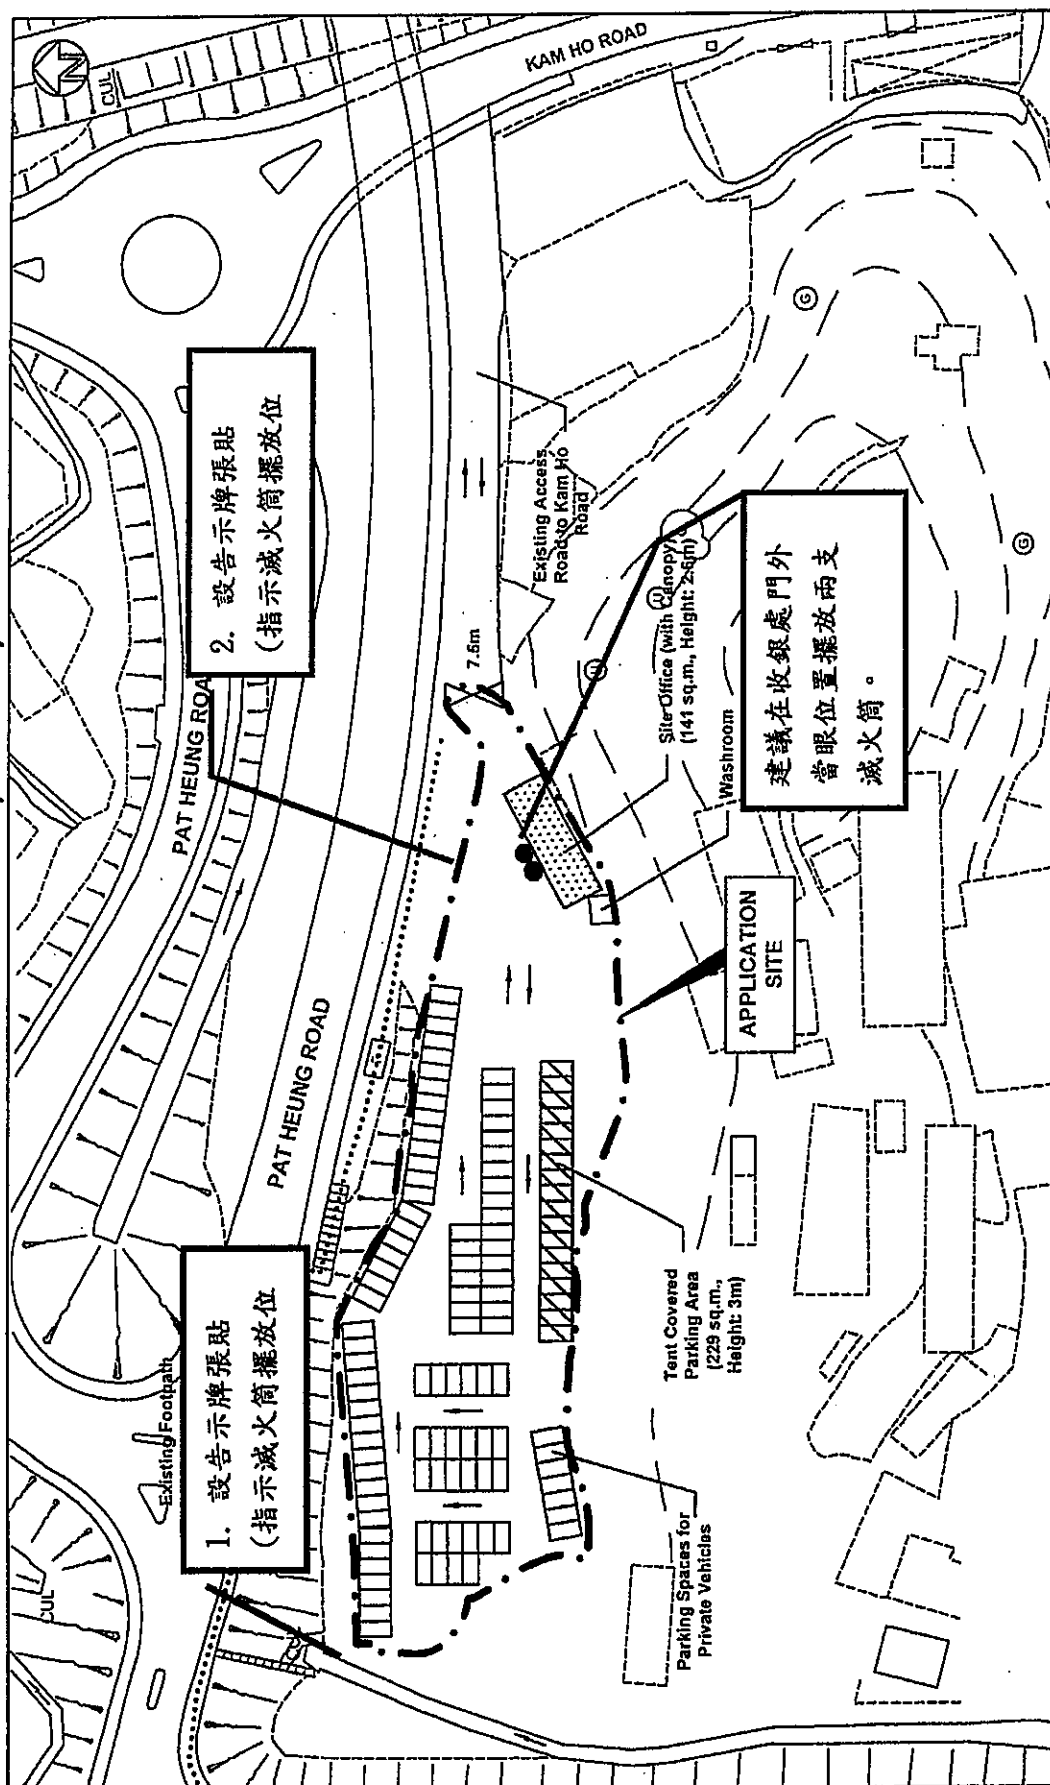 N
CUL
KAM HO ROAD
2. 設告示牌張貼
(指示滅火筒擺放位
PAT HEUNG ROA
PAT HEUNG ROAD
1. 設告示牌張貼
(指示滅火筒擺放位
Existing Footpath
CUL
Existing Access
Road to Kam Ho
Road
7.5m
Site Office (with Canopy)
(141 sq.m., Height: 2.6m)
Washroom
建議在收銀處門外
當眼位置擺放兩支
滅火筒。
APPLICATION
SITE
Tent Covered
Parking Area
(229 sq.m.,
Height: 3m)
Parking Spaces for
Private Vehicles
G
G